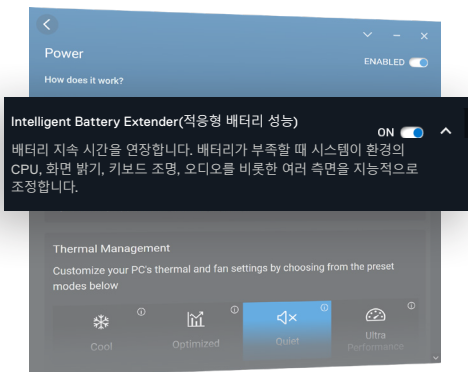 Power
ENABLED
How does it work?
Intelligent Battery Extender(적응형 배터리 성능)
ON
배터리 지속 시간을 연장합니다. 배터리가 부족할 때 시스템이 환경의
CPU, 화면 밝기, 키보드 조명, 오디오를 비롯한 여러 측면을 지능적으로
조정합니다.
Thermal Management
Customize your PC's thermal and fan settings by choosing from the preset
modes below
Cool
Optimized
Quiet
Ultra
Performance